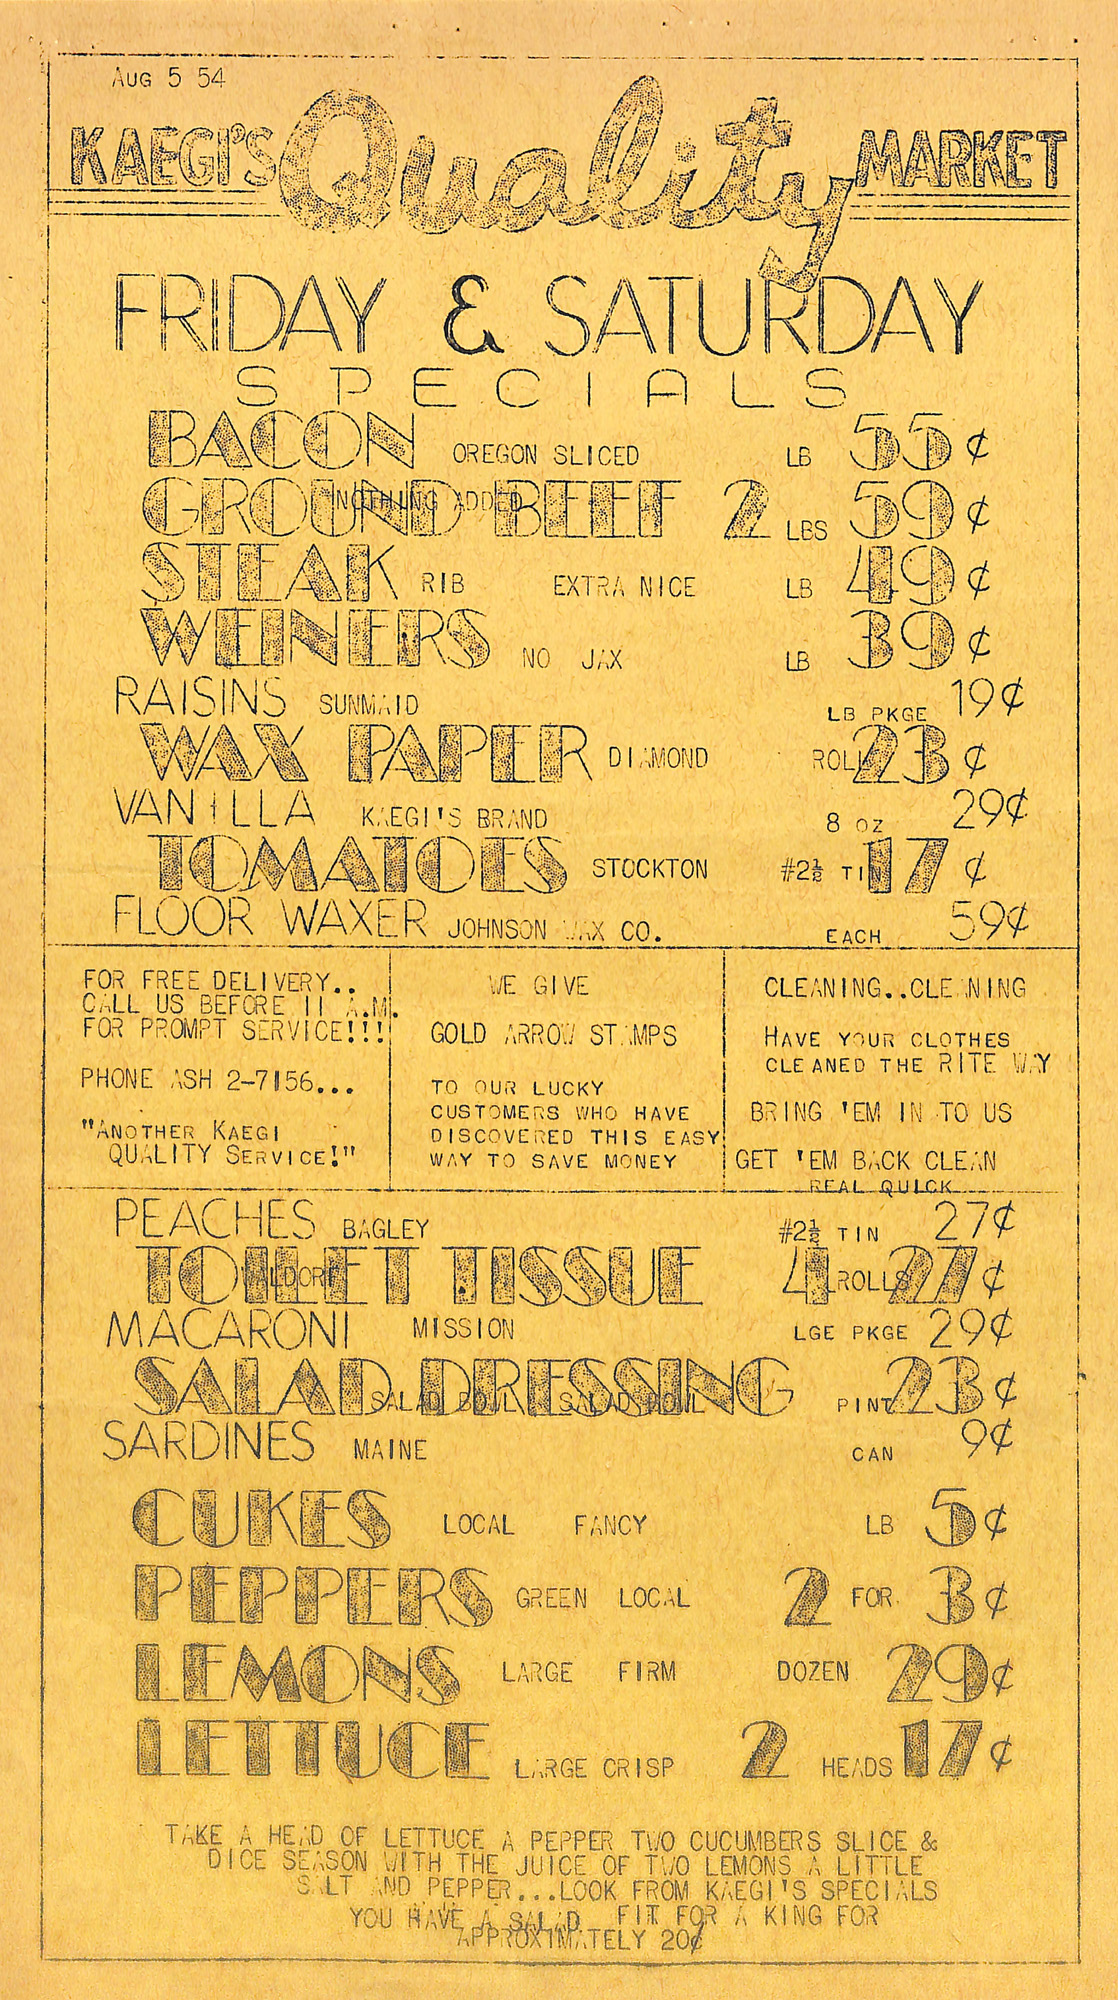 AUG 5 54
KAEGI'S Quality MARKET
FRIDAY & SATURDAY
SPECIALS
BACON OREGON SLICED LB 55¢
GROUND BEEF NOTHING ADDED 2 LBS 59¢
STEAK RIB EXTRA NICE LB 49¢
WEINERS NO JAX LB 39¢
RAISINS SUNMAID LB PKGE 19¢
WAX PAPER DIAMOND ROLL 23¢
VANILLA KAEGI'S BRAND 8 OZ 29¢
TOMATOES STOCKTON #2½ TIN 17¢
FLOOR WAXER JOHNSON WAX CO. EACH 59¢
FOR FREE DELIVERY..
CALL US BEFORE 11 A.M.
FOR PROMPT SERVICE!!!
PHONE ASH 2-7156...
"ANOTHER KAEGI
QUALITY SERVICE!"
WE GIVE
GOLD ARROW STAMPS
TO OUR LUCKY
CUSTOMERS WHO HAVE
DISCOVERED THIS EASY
WAY TO SAVE MONEY
CLEANING..CLEANING
HAVE YOUR CLOTHES
CLEANED THE RITE WAY
BRING 'EM IN TO US
GET 'EM BACK CLEAN
REAL QUICK
PEACHES BAGLEY #2½ TIN 27¢
TOILET TISSUE WALDORF 4 ROLLS 27¢
MACARONI MISSION LGE PKGE 29¢
SALAD DRESSING SALAD BOWL SALAD BOWL PINT 23¢
SARDINES MAINE CAN 9¢
CUKES LOCAL FANCY LB 5¢
PEPPERS GREEN LOCAL 2 FOR 3¢
LEMONS LARGE FIRM DOZEN 29¢
LETTUCE LARGE CRISP 2 HEADS 17¢
TAKE A HEAD OF LETTUCE A PEPPER TWO CUCUMBERS SLICE &
DICE SEASON WITH THE JUICE OF TWO LEMONS A LITTLE
SALT AND PEPPER...LOOK FROM KAEGI'S SPECIALS
YOU HAVE A SALAD FIT FOR A KING FOR
APPROXIMATELY 20¢